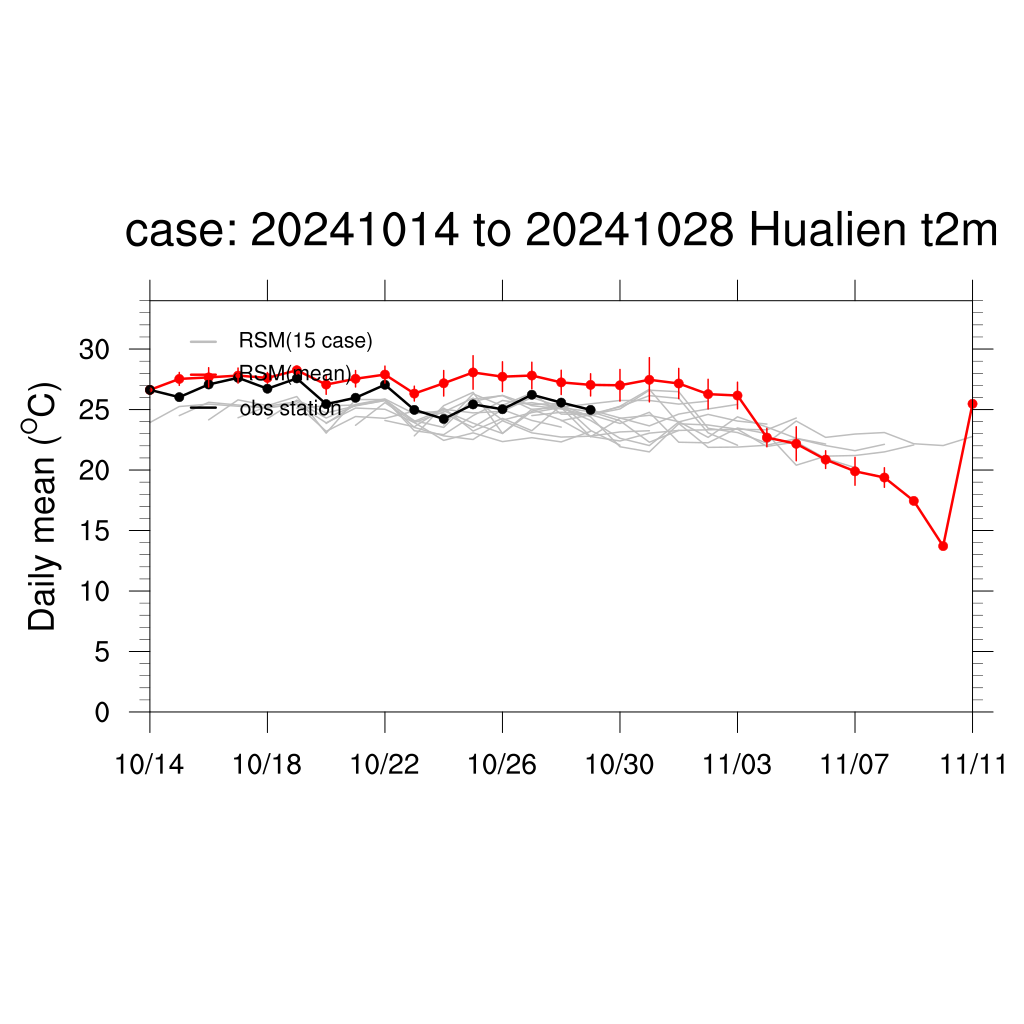 case: 20241014 to 20241028 Hualien t2m
RSM(15 case)
RSM(mean)
obs station
Daily mean (°C)
30
25
20
15
10
5
0
10/14 10/18 10/22 10/26 10/30 11/03 11/07 11/11